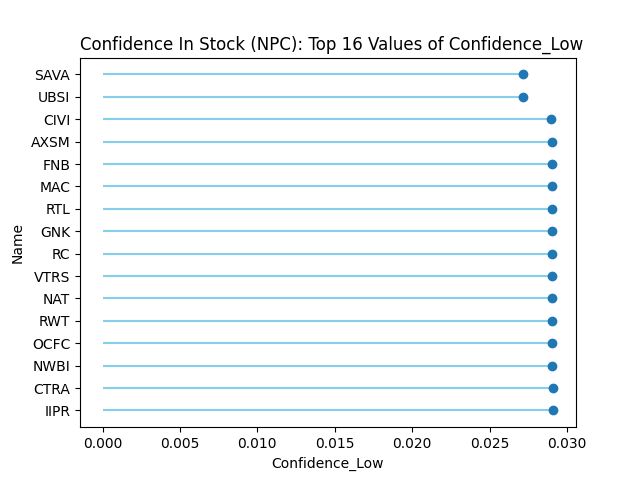 Confidence In Stock (NPC): Top 16 Values of Confidence_Low
SAVA
UBSI
CIVI
AXSM
FNB
MAC
RTL
GNK
RC
VTRS
NAT
RWT
OCFC
NWBI
CTRA
IIPR
Name
0.000 0.005 0.010 0.015 0.020 0.025 0.030
Confidence_Low